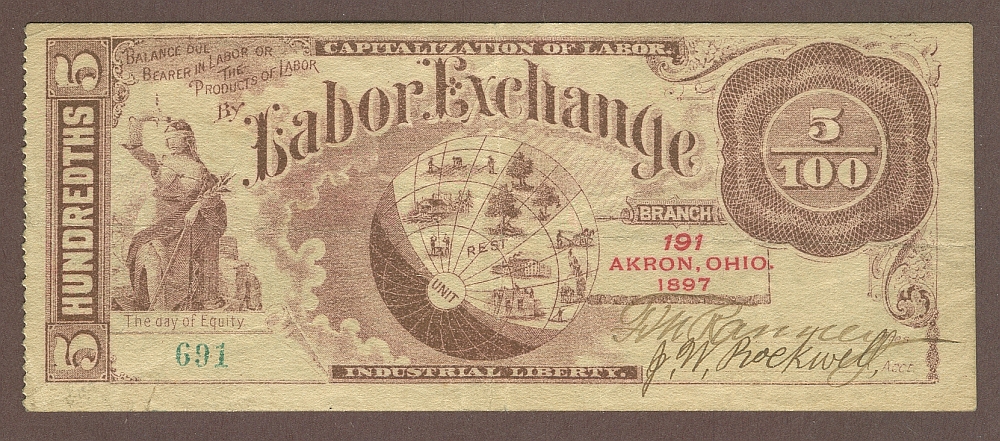 5
HUNDREDTHS
5
BALANCE DUE
BEARER IN LABOR OR
THE
PRODUCTS OF LABOR
BY
CAPITALIZATION OF LABOR.
Labor Exchange
5
100
REST
UNIT
BRANCH
191
AKRON, OHIO.
1897
The day of Equity
691
INDUSTRIAL LIBERTY.
J. W. Rockwell, ACCT.